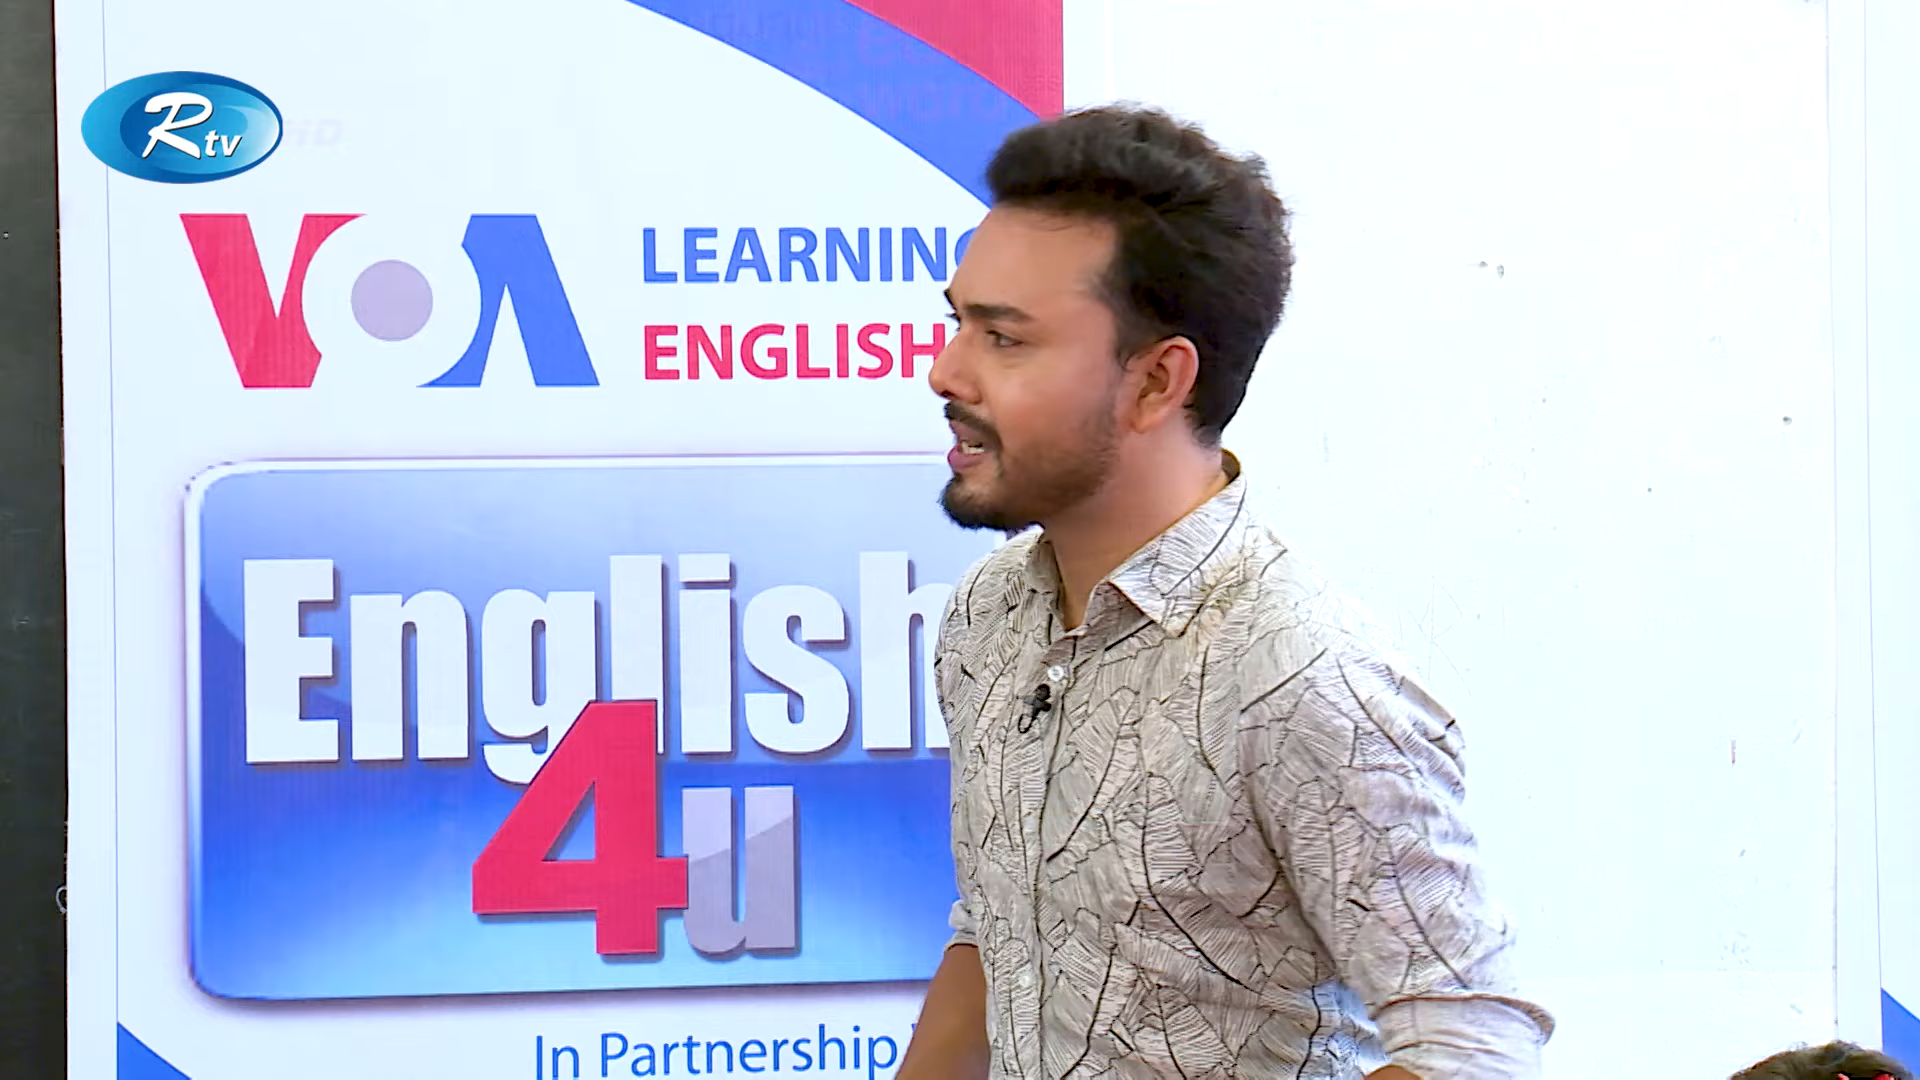 Rtv
VOA
LEARNING
ENGLISH
English
4u
In Partnership